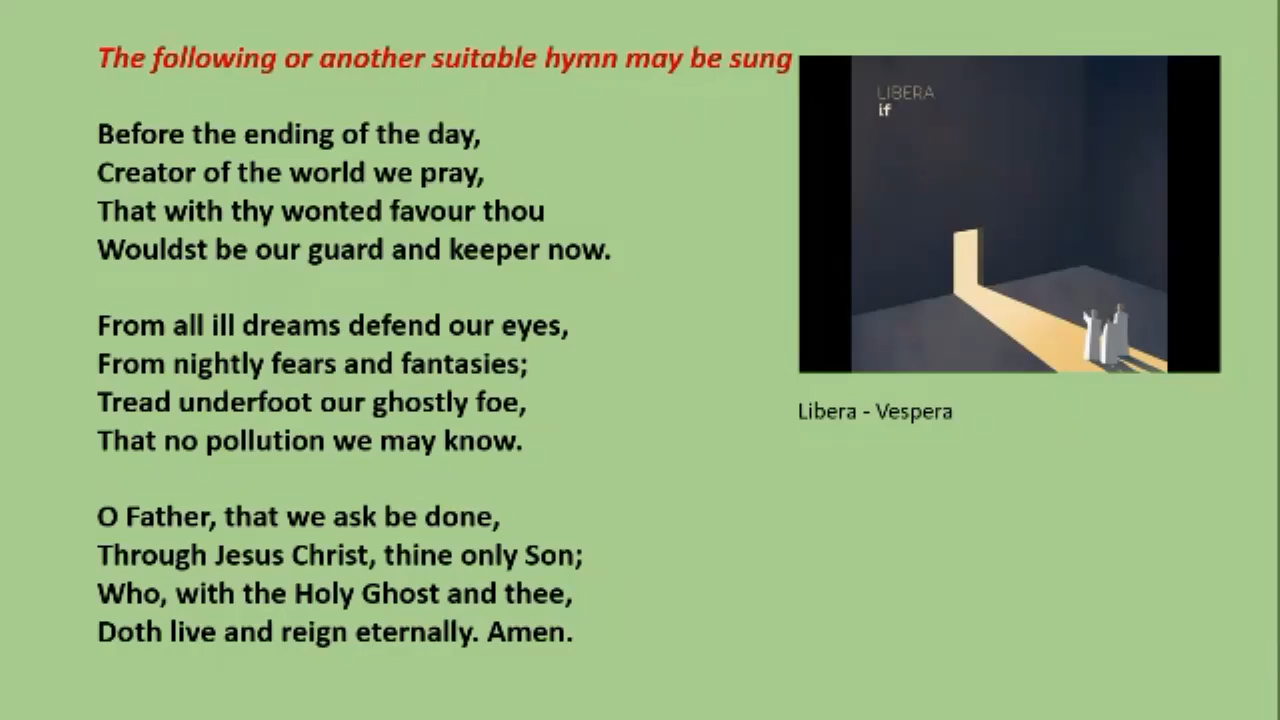 The following or another suitable hymn may be sung
Before the ending of the day,
Creator of the world we pray,
That with thy wonted favour thou
Wouldst be our guard and keeper now.
From all ill dreams defend our eyes,
From nightly fears and fantasies;
Tread underfoot our ghostly foe,
That no pollution we may know.
O Father, that we ask be done,
Through Jesus Christ, thine only Son;
Who, with the Holy Ghost and thee,
Doth live and reign eternally. Amen.
LIBERA
if
Libera - Vespera